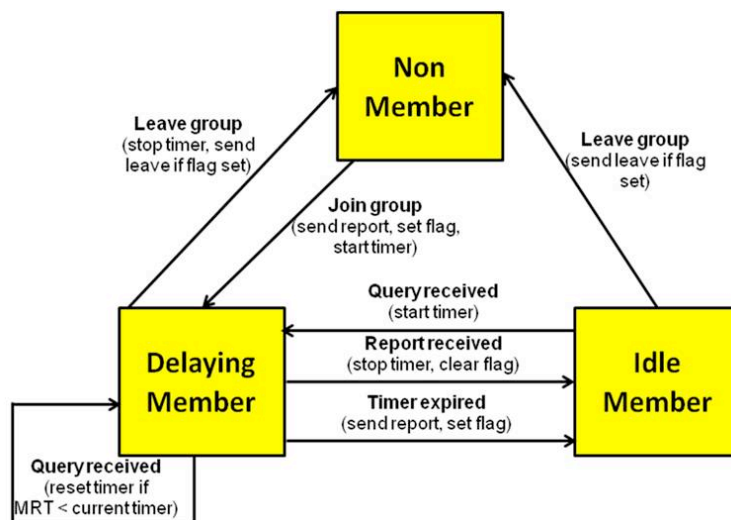 Non
Member
Leave group
(stop timer, send
leave if flag set)
Leave group
(send leave if flag
set)
Join group
(send report, set flag,
start timer)
Query received
(start timer)
Delaying
Member
Report received
(stop timer, clear flag)
Idle
Member
Timer expired
(send report, set flag)
Query received
(reset timer if
MRT < current timer)